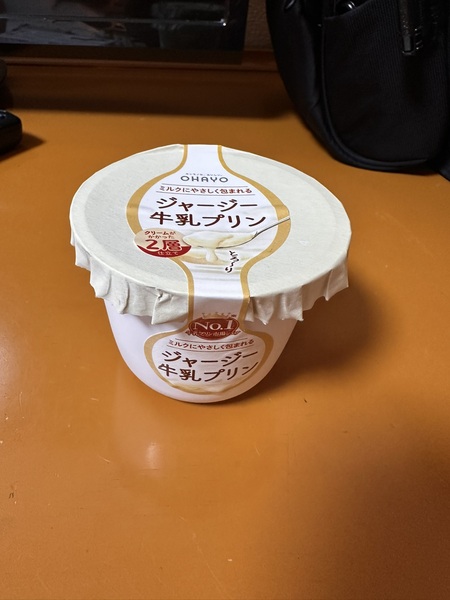 OHAYO
ミルクにやさしく包まれる
ジャージー
牛乳プリン
クリームが
かかった
2層
仕立て
とろ〜り
No.1
ミルクにやさしく包まれる
ジャージー
牛乳プリン